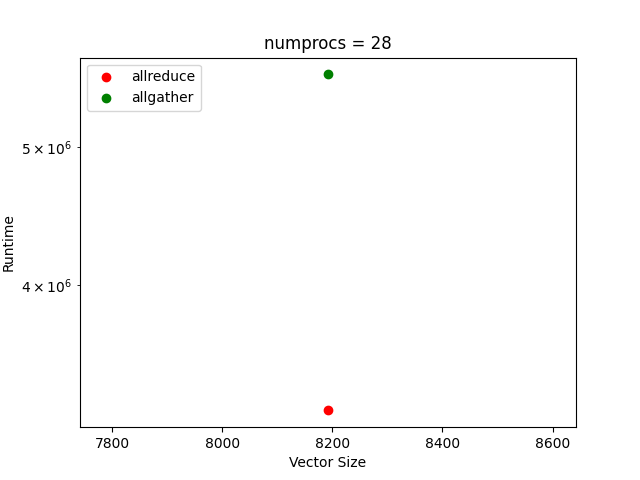 numprocs = 28
allreduce
allgather
5 × 10⁶
4 × 10⁶
Runtime
7800 8000 8200 8400 8600
Vector Size